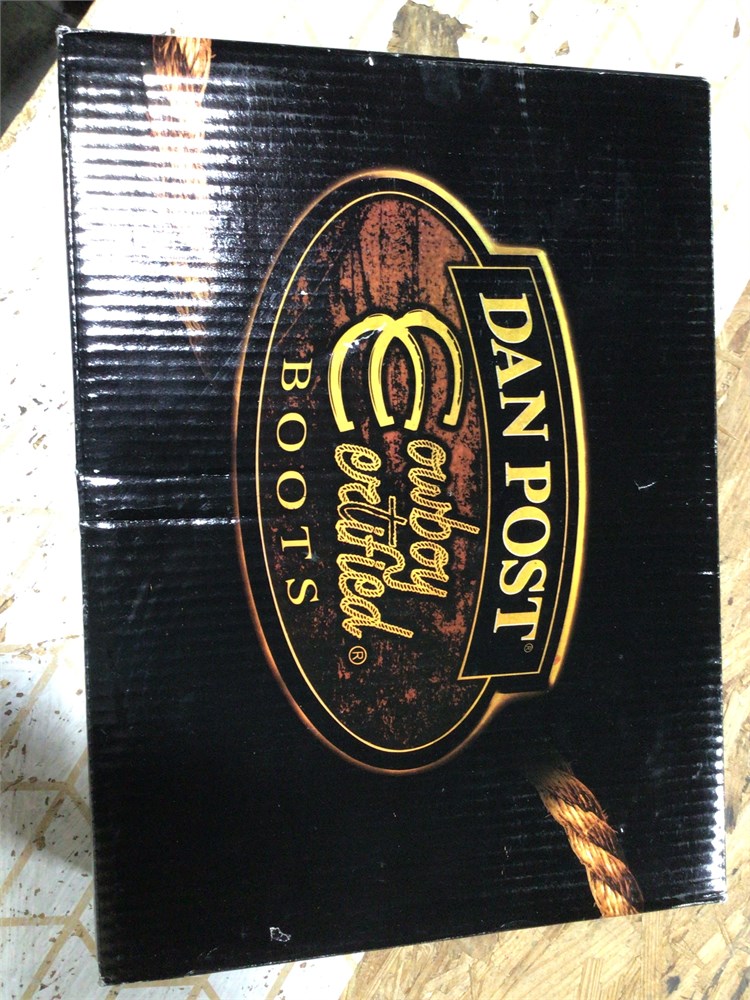 DAN POST®
Cowboy
Certified®
BOOTS